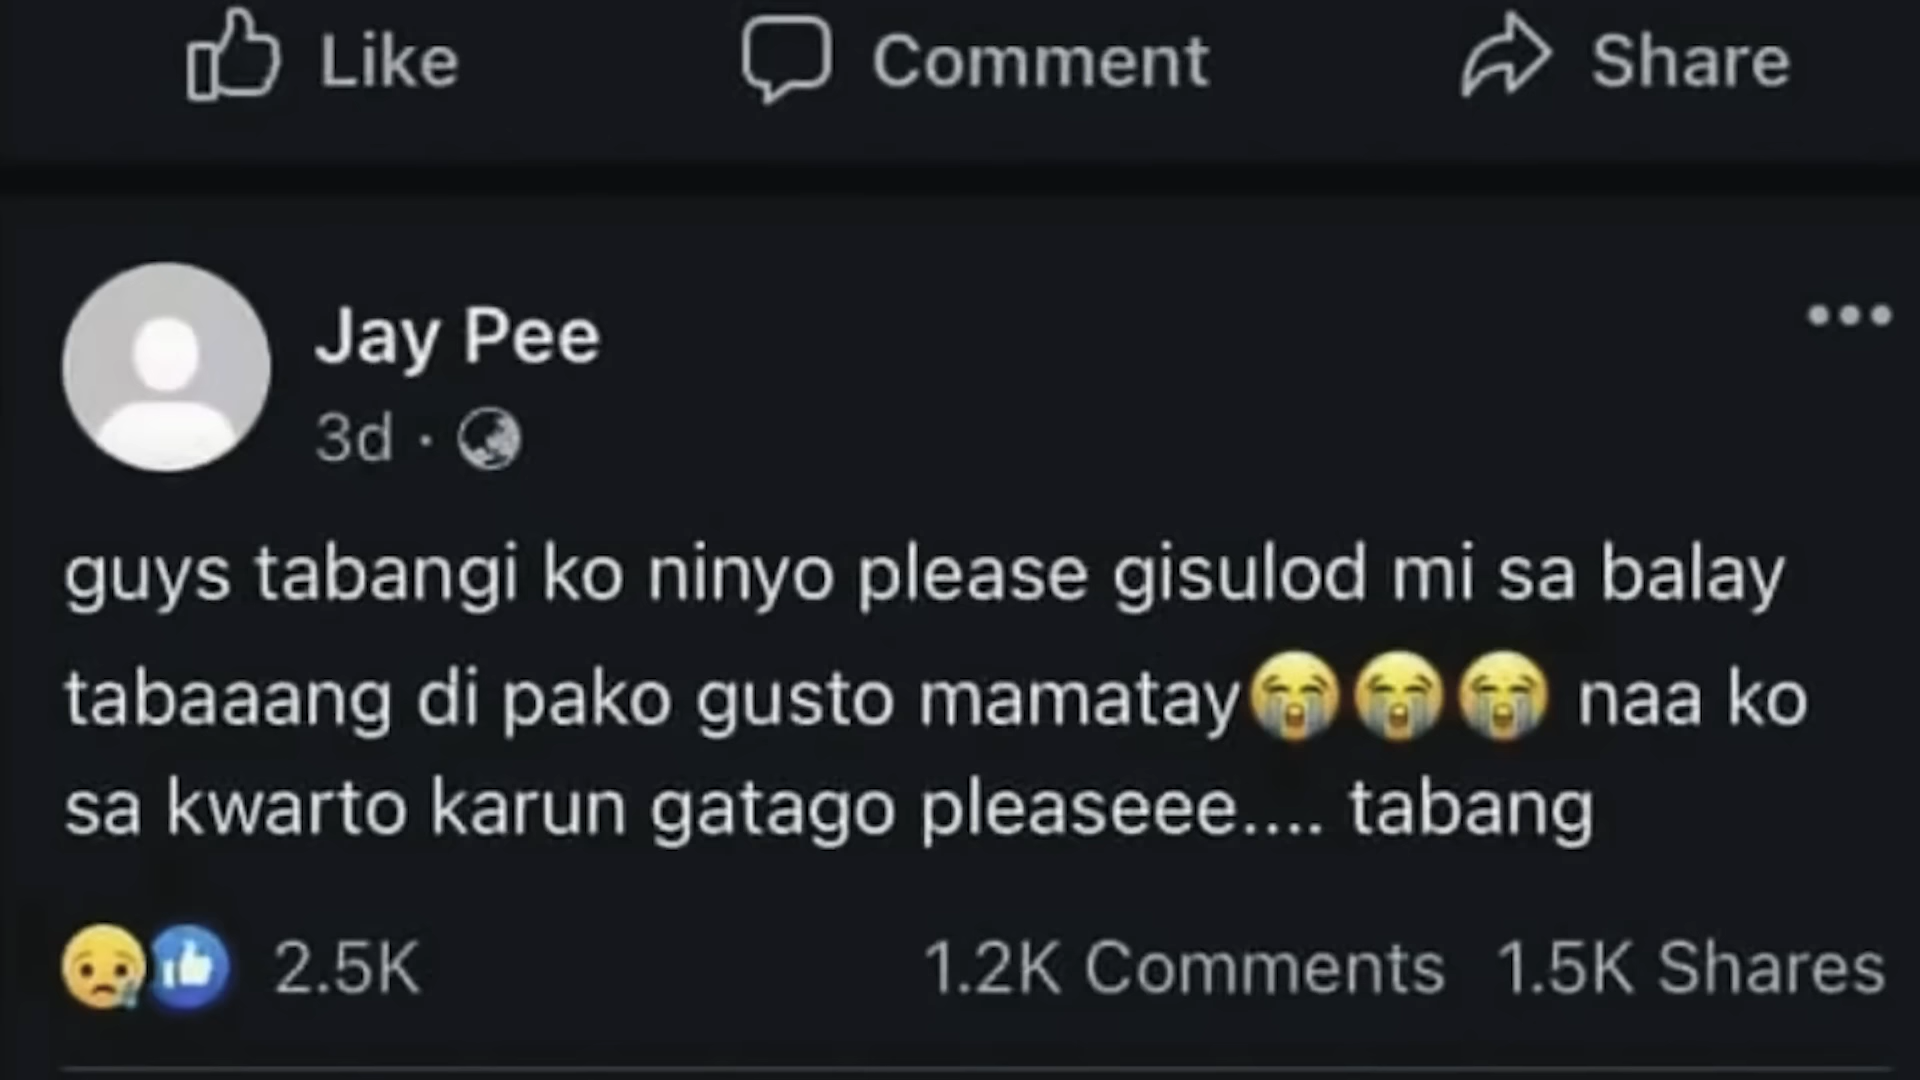 Like Comment Share
Jay Pee
3d ·
guys tabangi ko ninyo please gisulod mi sa balay
tabaaang di pako gusto mamatay😭😭😭 naa ko
sa kwarto karun gatago pleaseee.... tabang
2.5K 1.2K Comments 1.5K Shares